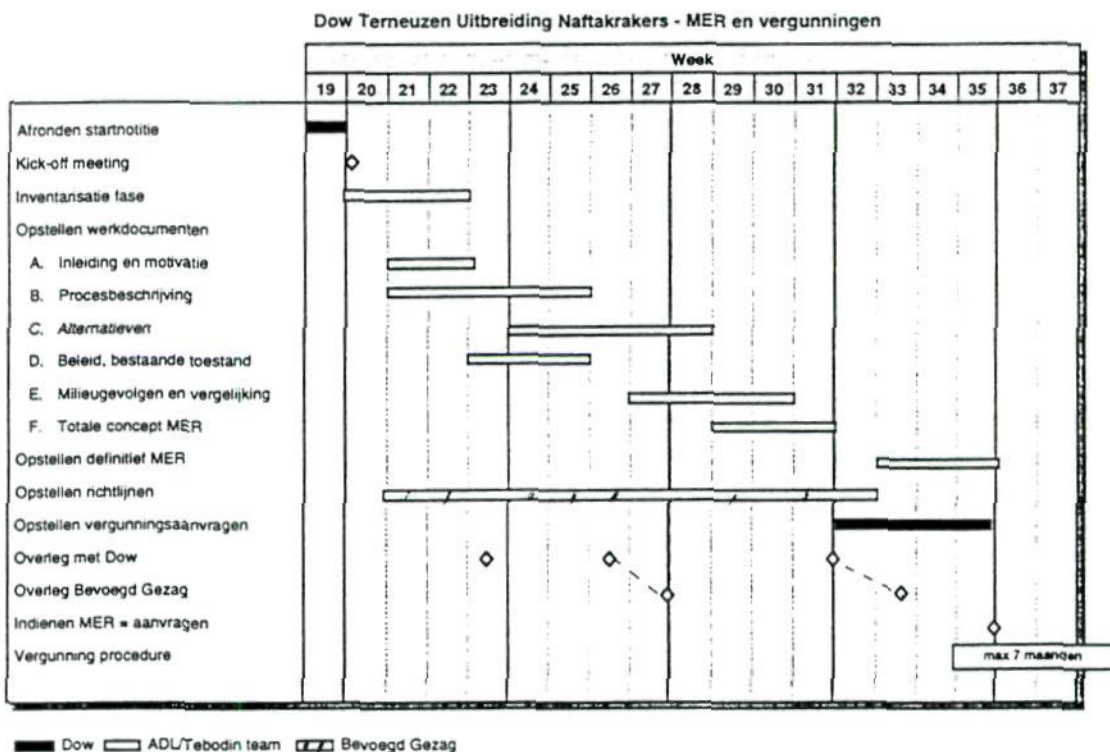 Dow Terneuzen Uitbreiding Naftakrakers - MER en vergunningen
Week
19 20 21 22 23 24 25 26 27 28 29 30 31 32 33 34 35 36 37
Afronden startnotitie
Kick-off meeting
Inventarisatie fase
Opstellen werkdocumenten
A. Inleiding en motivatie
B. Procesbeschrijving
C. Alternatieven
D. Beleid, bestaande toestand
E. Milieugevolgen en vergelijking
F. Totale concept MER
Opstellen definitief MER
Opstellen richtlijnen
Opstellen vergunningsaanvragen
Overleg met Dow
Overleg Bevoegd Gezag
Indienen MER = aanvragen
Vergunning procedure
max 7 maanden
Dow ADL/Tebodin team Bevoegd Gezag